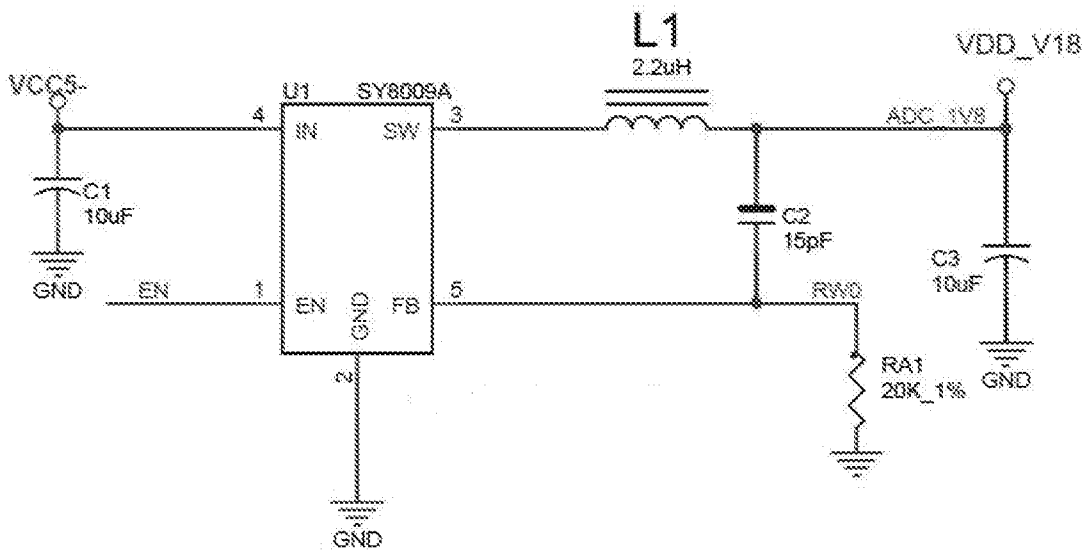 L1
2.2uH
VDD_V18
VCC5-
U1
SY8009A
4
IN
SW
3
ADC_1V8
C1
10uF
C2
15pF
C3
10uF
GND
EN
1
EN
GND
FB
5
RW0
2
RA1
20K_1%
GND
GND